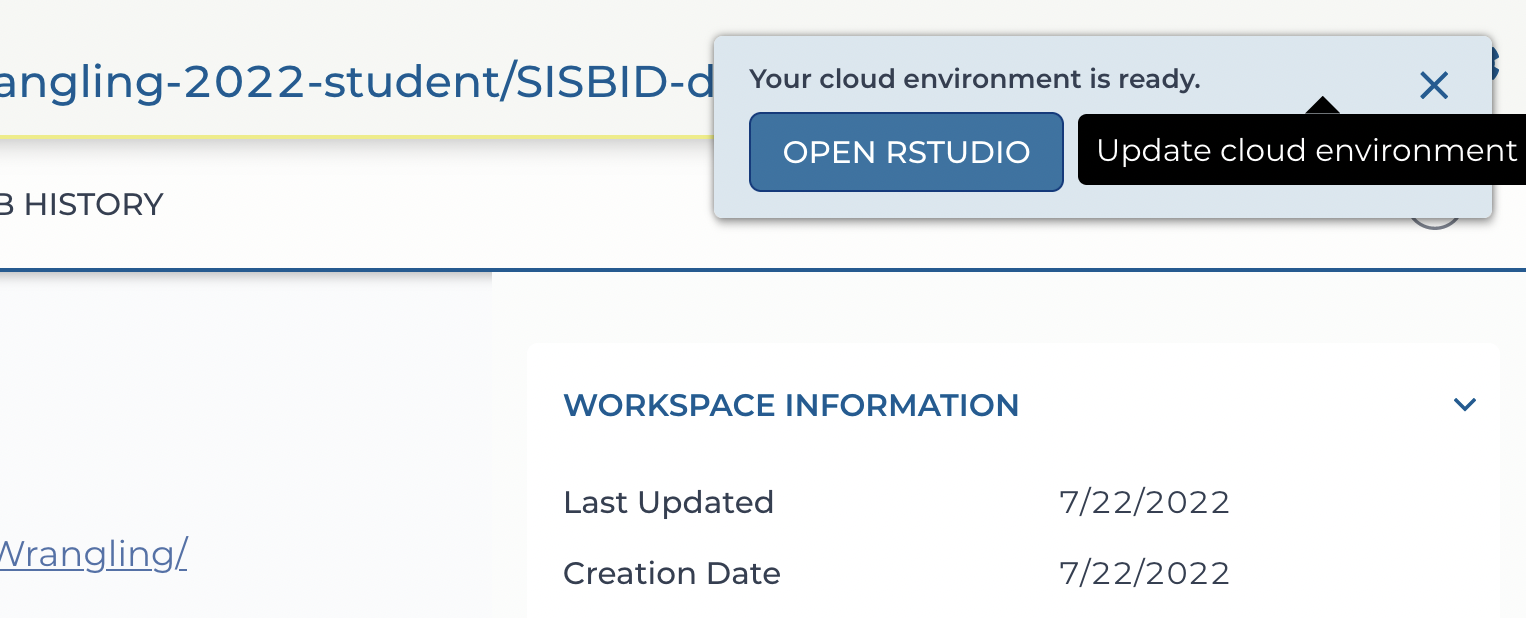 angling-2022-student/SISBID-d
Your cloud environment is ready.
OPEN RSTUDIO
Update cloud environment
B HISTORY
WORKSPACE INFORMATION
Last Updated 7/22/2022
Creation Date 7/22/2022
Wrangling/